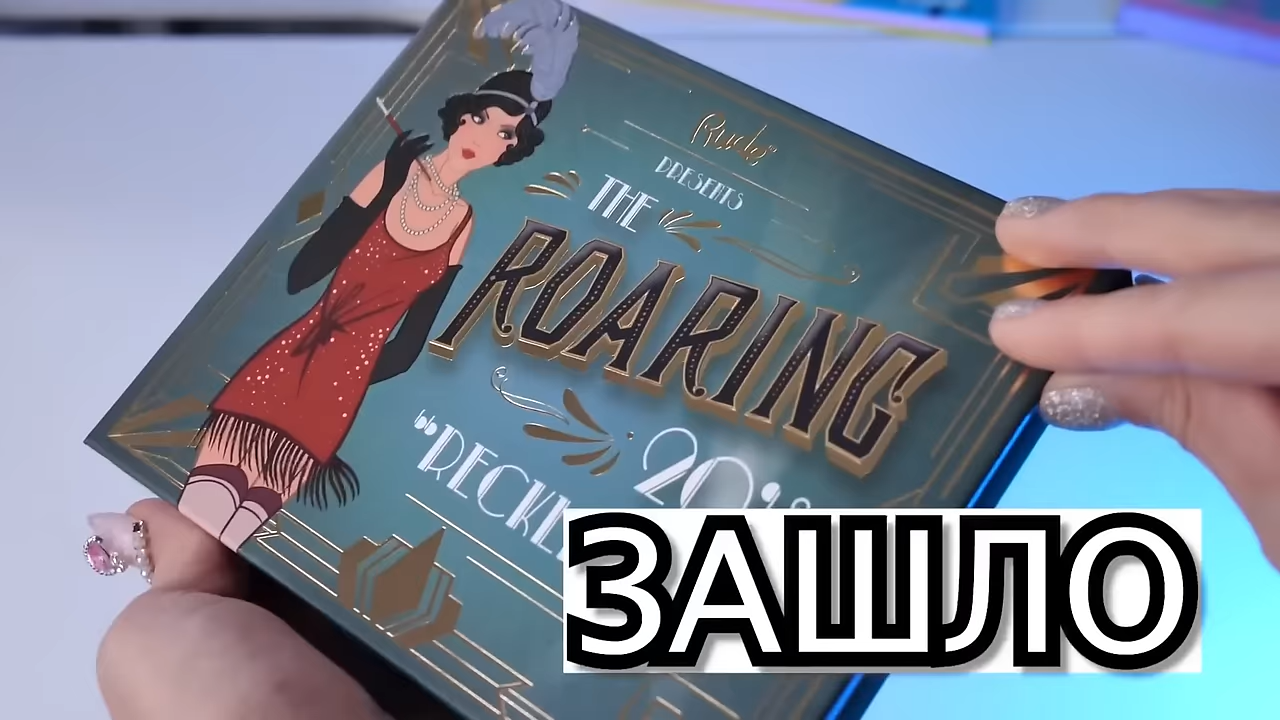 Rude
PRESENTS
THE
ROARING
20's
ЗАШЛО